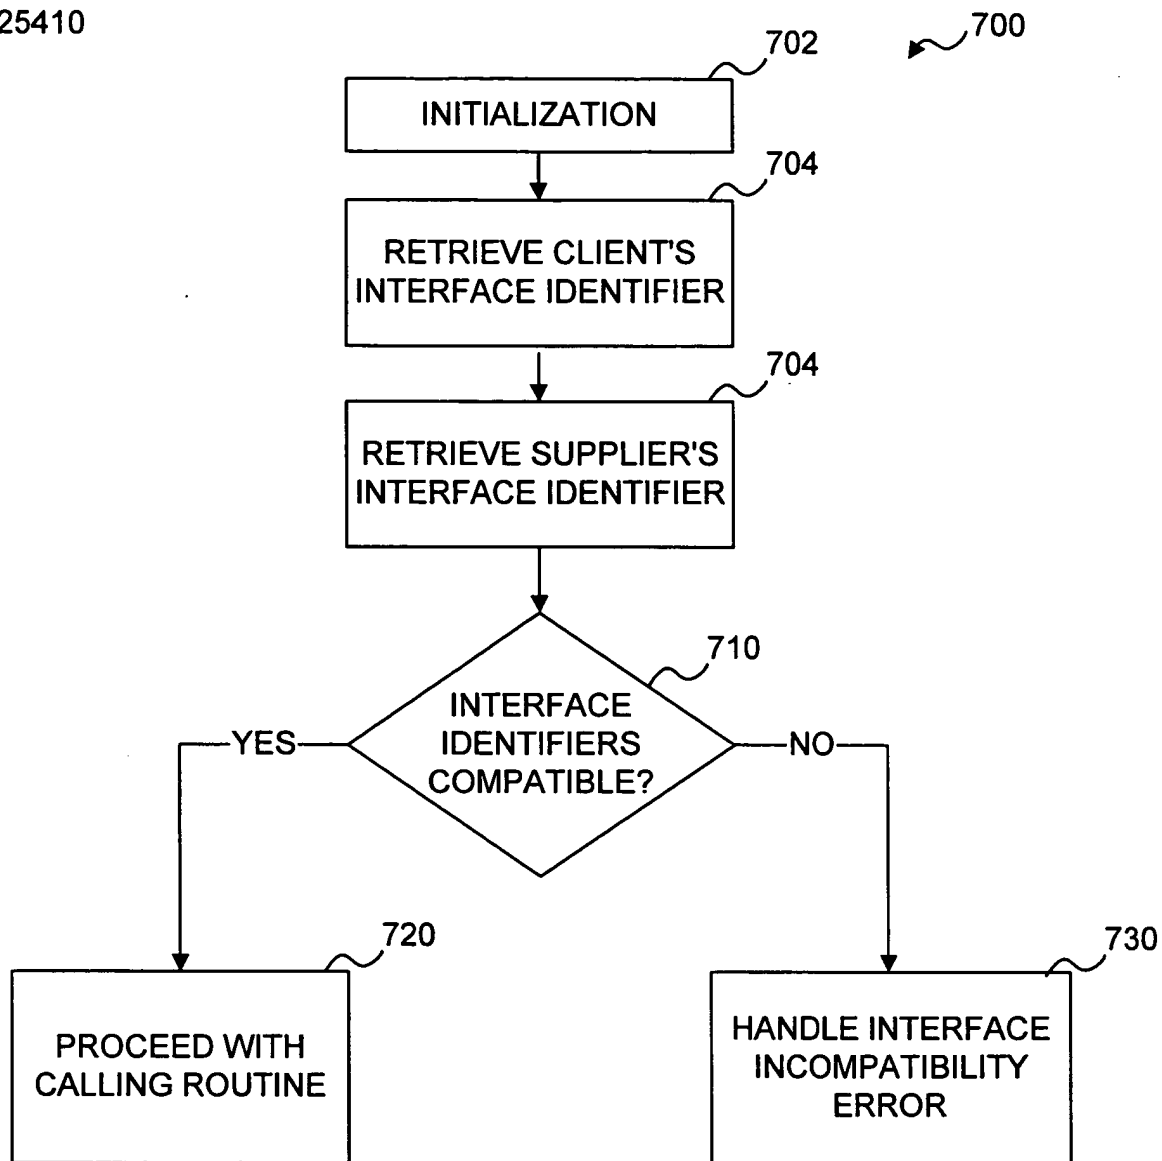 25410
700
702
INITIALIZATION
704
RETRIEVE CLIENT'S
INTERFACE IDENTIFIER
704
RETRIEVE SUPPLIER'S
INTERFACE IDENTIFIER
710
INTERFACE
IDENTIFIERS
COMPATIBLE?
YES
NO
720
PROCEED WITH
CALLING ROUTINE
730
HANDLE INTERFACE
INCOMPATIBILITY
ERROR